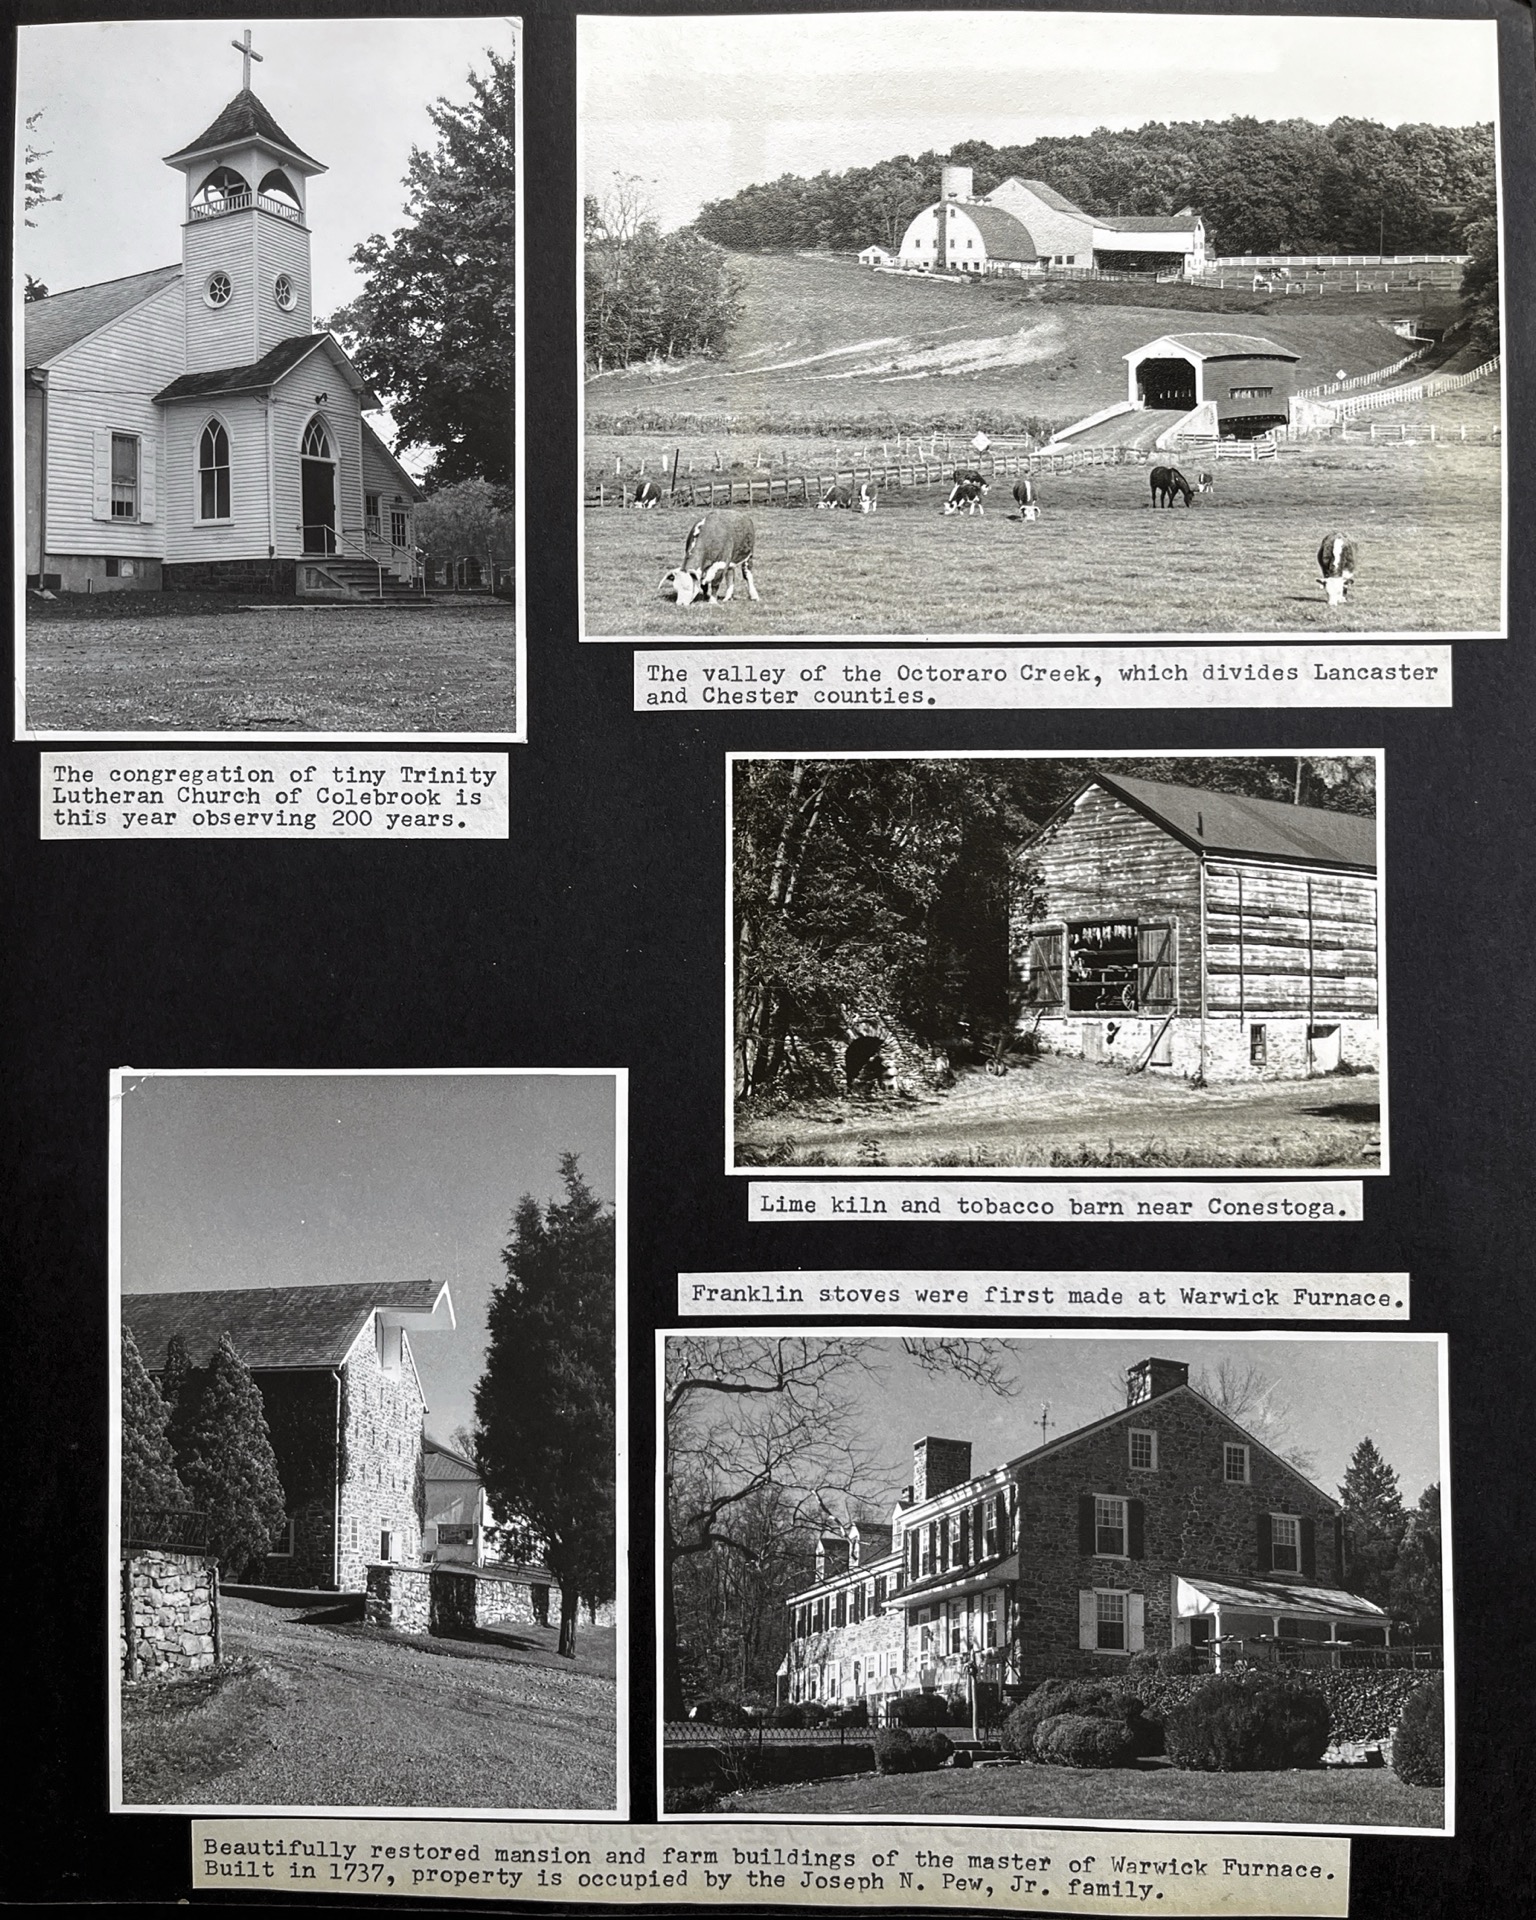 The congregation of tiny Trinity
Lutheran Church of Colebrook is
this year observing 200 years.
The valley of the Octoraro Creek, which divides Lancaster
and Chester counties.
Lime kiln and tobacco barn near Conestoga.
Franklin stoves were first made at Warwick Furnace.
Beautifully restored mansion and farm buildings of the master of Warwick Furnace.
Built in 1737, property is occupied by the Joseph N. Pew, Jr. family.